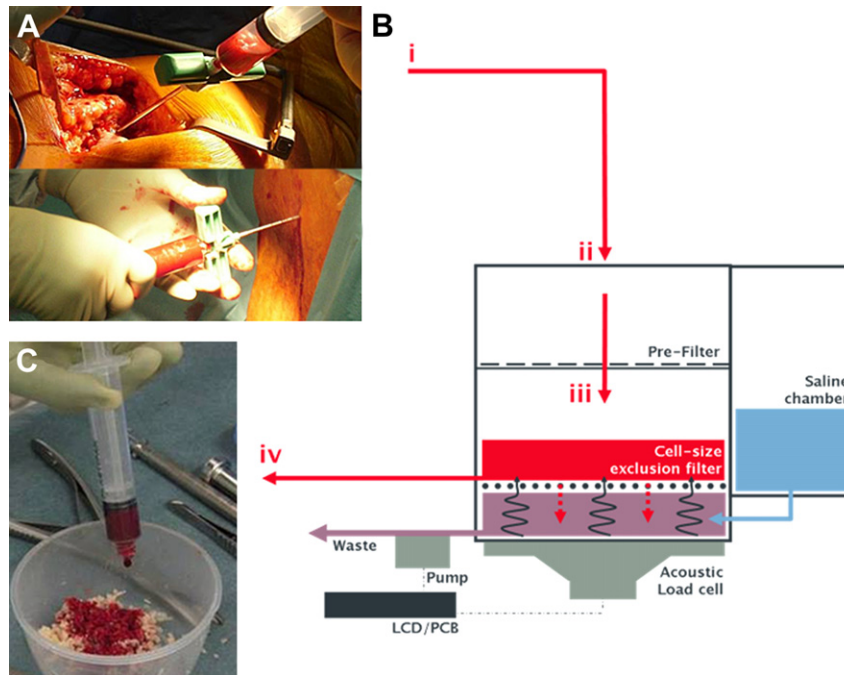 A
B
i
ii
Pre-Filter
iii
Saline
chamber
C
iv
Cell-size
exclusion filter
Waste
Pump
Acoustic
Load cell
LCD/PCB